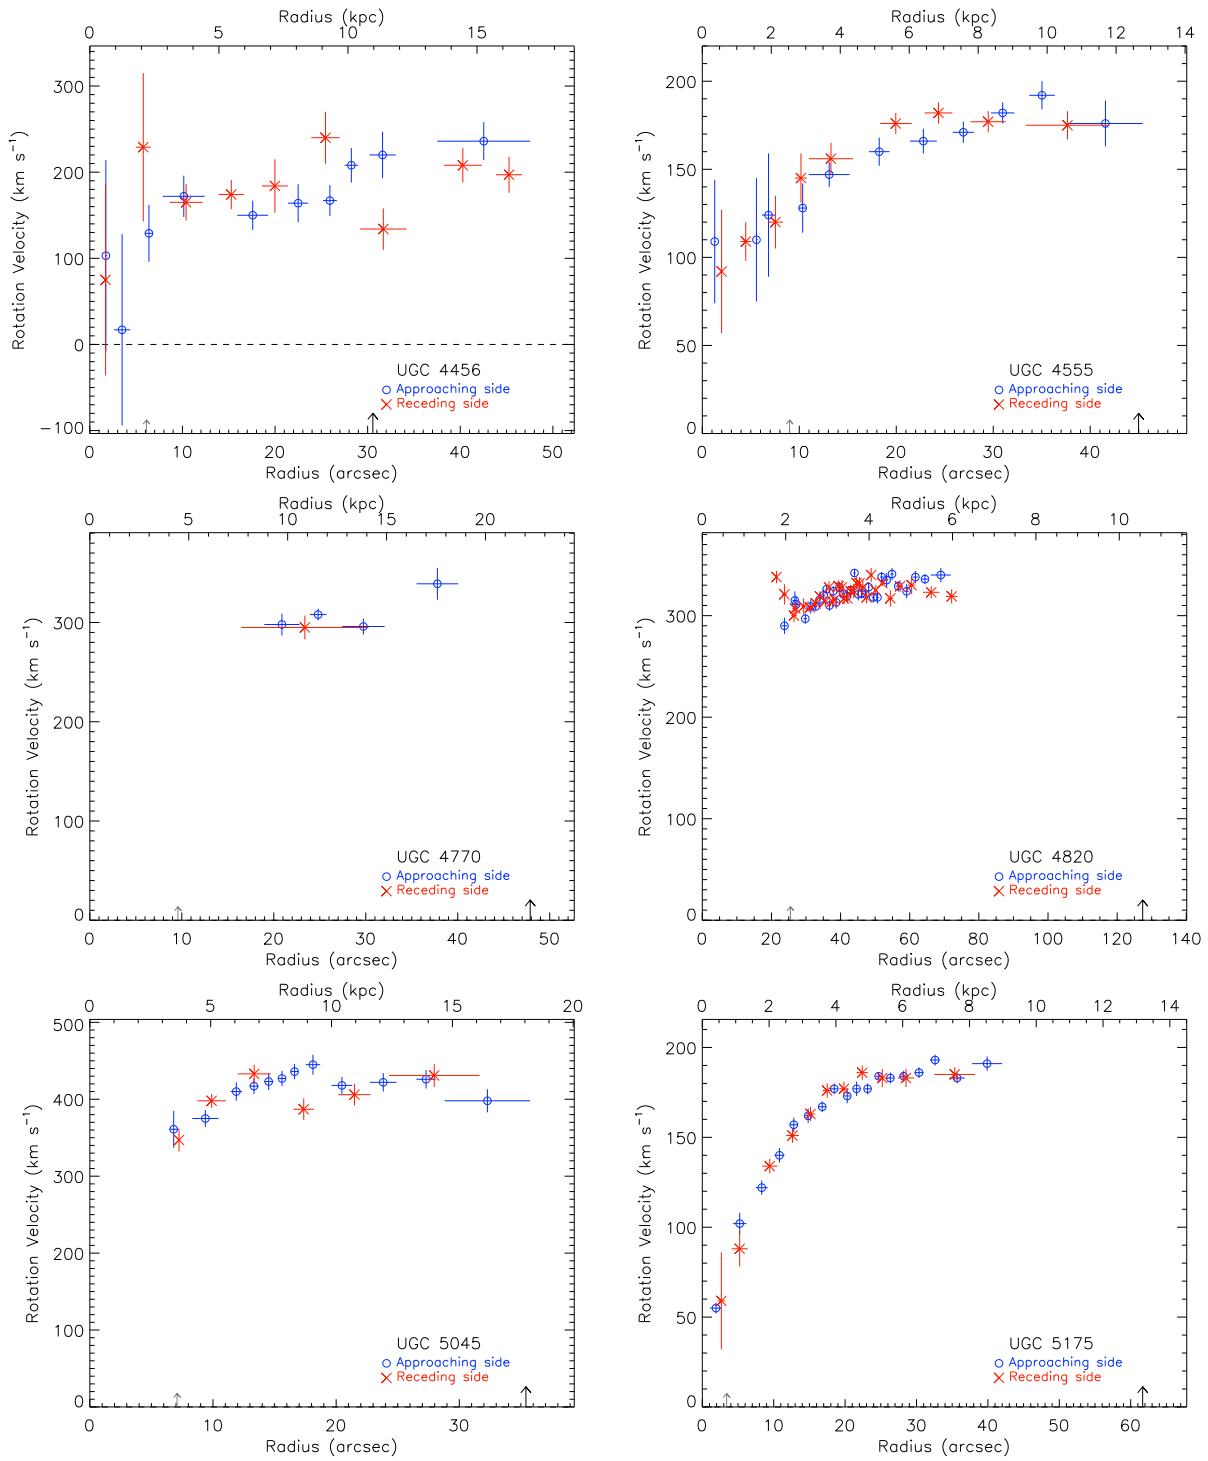 Radius (kpc)
0 5 10 15
Rotation Velocity (km s⁻¹)
300
200
100
0
−100
UGC 4456
Approaching side
Receding side
0 10 20 30 40 50
Radius (arcsec)
Radius (kpc)
0 2 4 6 8 10 12 14
Rotation Velocity (km s⁻¹)
200
150
100
50
0
UGC 4555
Approaching side
Receding side
0 10 20 30 40
Radius (arcsec)
Radius (kpc)
0 5 10 15 20
Rotation Velocity (km s⁻¹)
300
200
100
0
UGC 4770
Approaching side
Receding side
0 10 20 30 40 50
Radius (arcsec)
Radius (kpc)
0 2 4 6 8 10
Rotation Velocity (km s⁻¹)
300
200
100
0
UGC 4820
Approaching side
Receding side
0 20 40 60 80 100 120 140
Radius (arcsec)
Radius (kpc)
0 5 10 15 20
Rotation Velocity (km s⁻¹)
500
400
300
200
100
0
UGC 5045
Approaching side
Receding side
0 10 20 30
Radius (arcsec)
Radius (kpc)
0 2 4 6 8 10 12 14
Rotation Velocity (km s⁻¹)
200
150
100
50
0
UGC 5175
Approaching side
Receding side
0 10 20 30 40 50 60
Radius (arcsec)